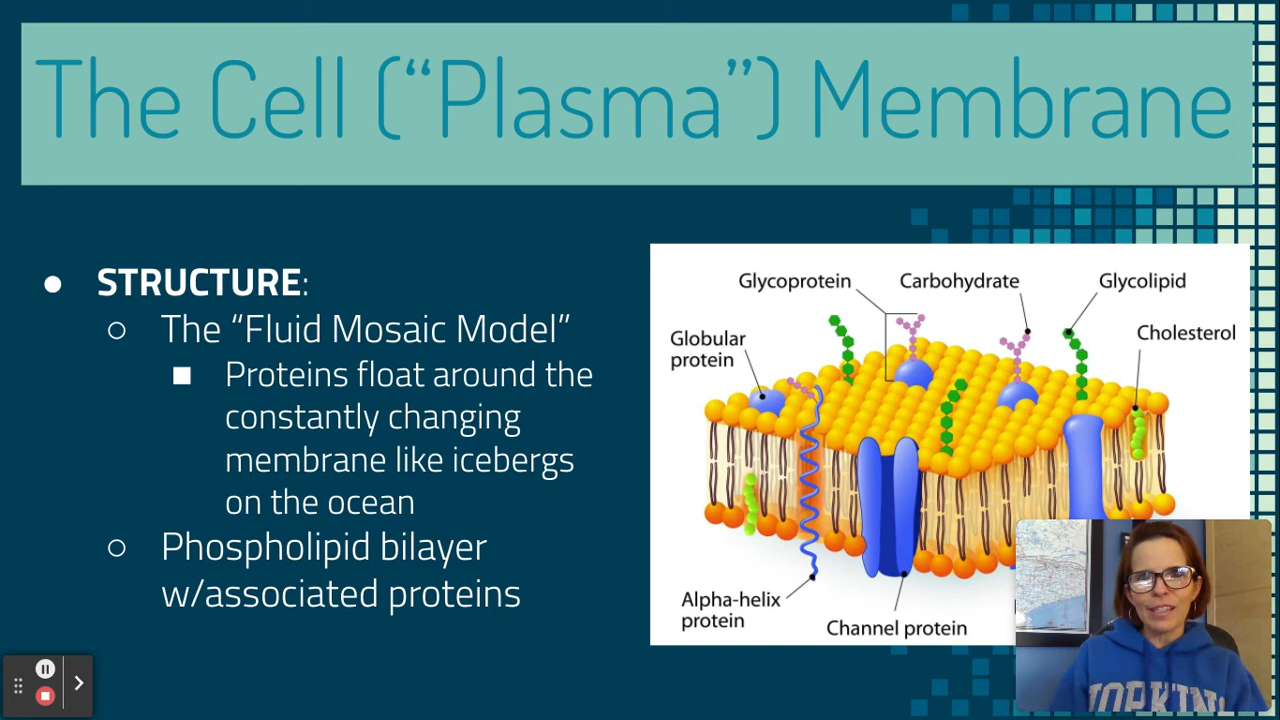 The Cell (“Plasma”) Membrane
● STRUCTURE:
○ The “Fluid Mosaic Model”
■ Proteins float around the
constantly changing
membrane like icebergs
on the ocean
○ Phospholipid bilayer
w/associated proteins
Glycoprotein
Carbohydrate
Glycolipid
Globular
protein
Cholesterol
Alpha-helix
protein
Channel protein